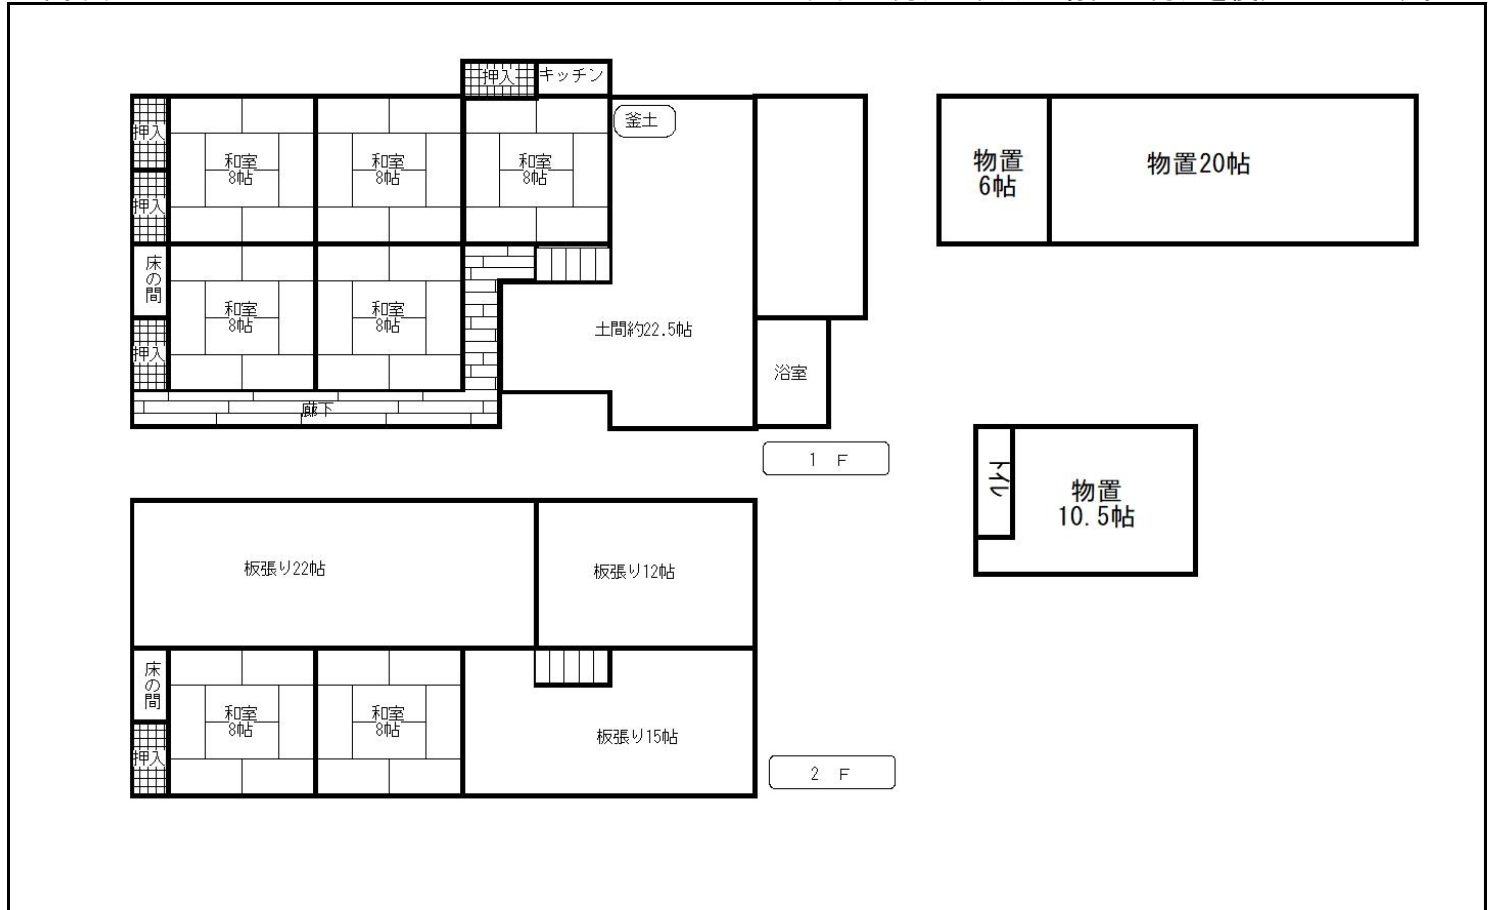 押入
キッチン
釜土
押入
和室
8帖
和室
8帖
和室
8帖
押入
床の間
和室
8帖
和室
8帖
押入
土間約22.5帖
浴室
廊下
1 F
物置
6帖
物置20帖
トイレ
物置
10.5帖
板張り22帖
板張り12帖
床の間
和室
8帖
和室
8帖
押入
板張り15帖
2 F